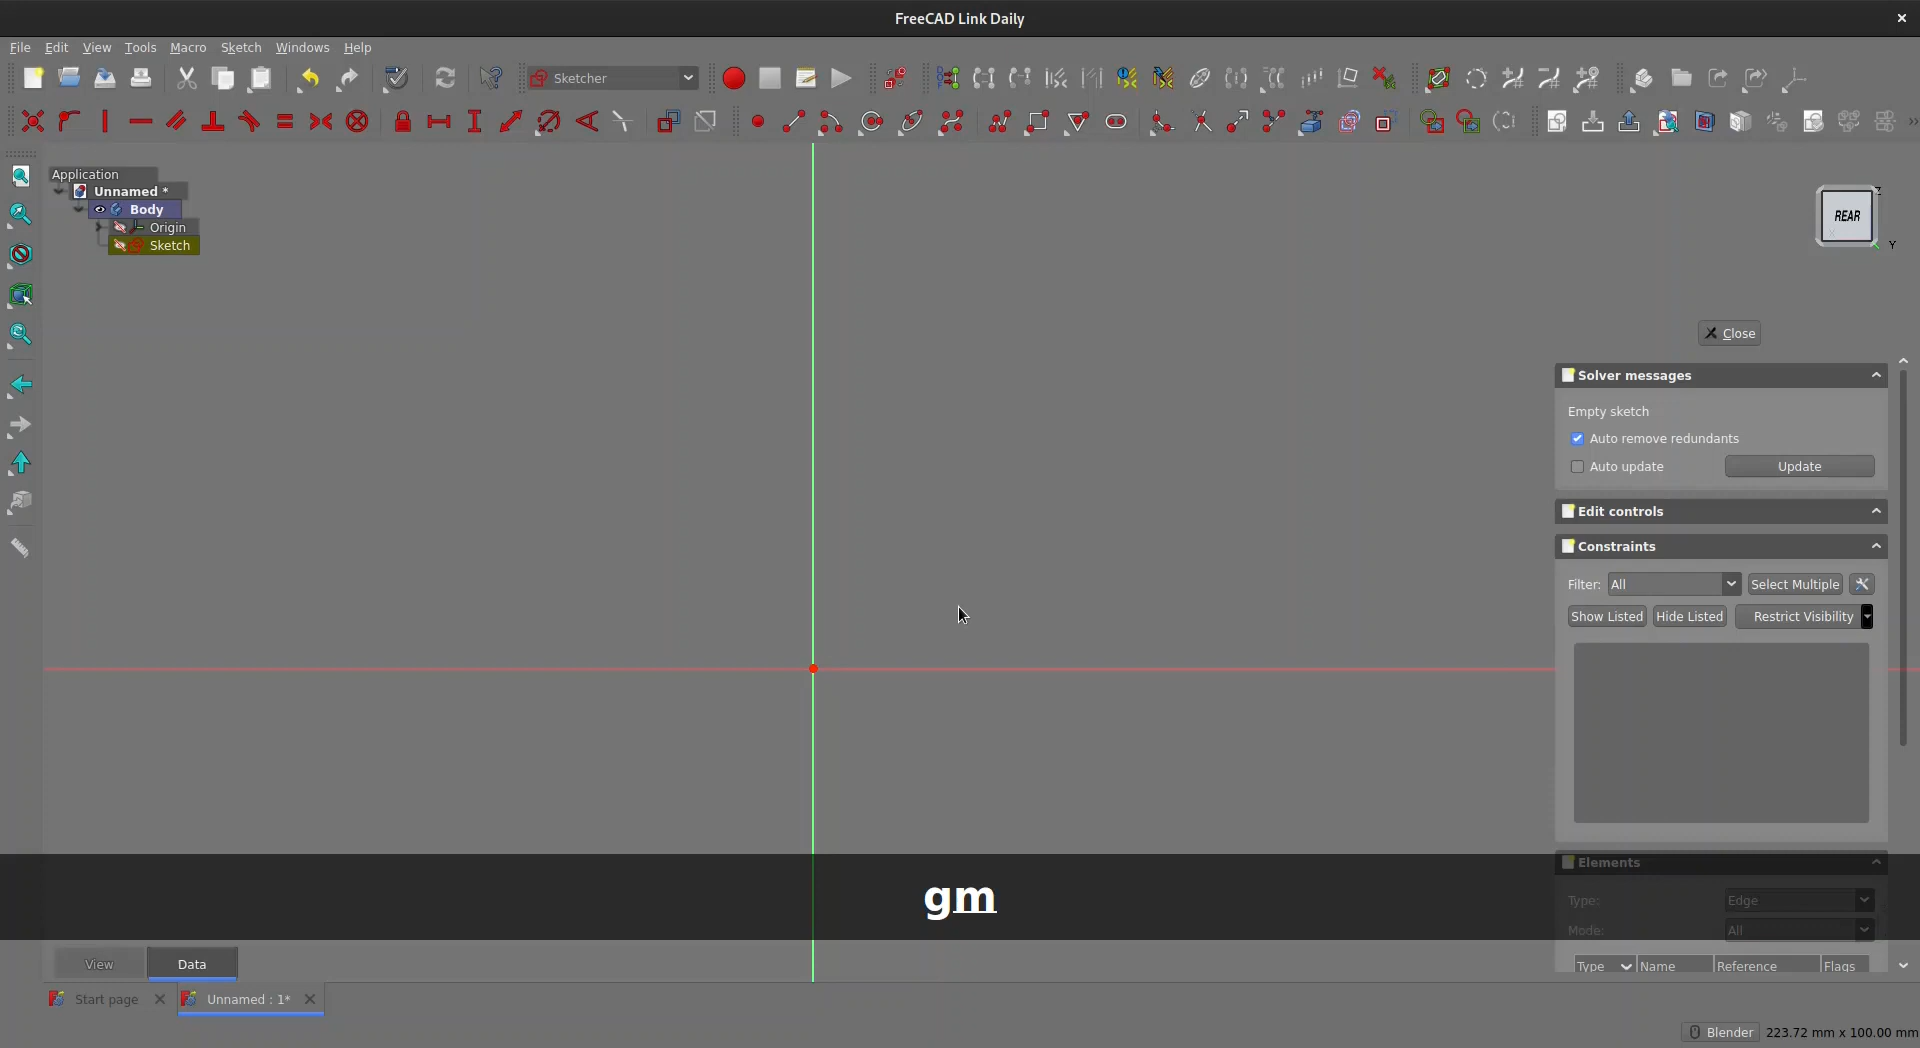 FreeCAD Link Daily
File Edit View Tools Macro Sketch Windows Help
Sketcher
Application
Unnamed *
Body
Origin
Sketch
REAR
Z
X
Y
Close
Solver messages
Empty sketch
Auto remove redundants
Auto update Update
Edit controls
Constraints
Filter: All Select Multiple
Show Listed Hide Listed Restrict Visibility
Elements
gm
Type: Edge
Mode: All
Type Name Reference Flags
View Data
Start page Unnamed : 1*
Blender 223.72 mm x 100.00 mm